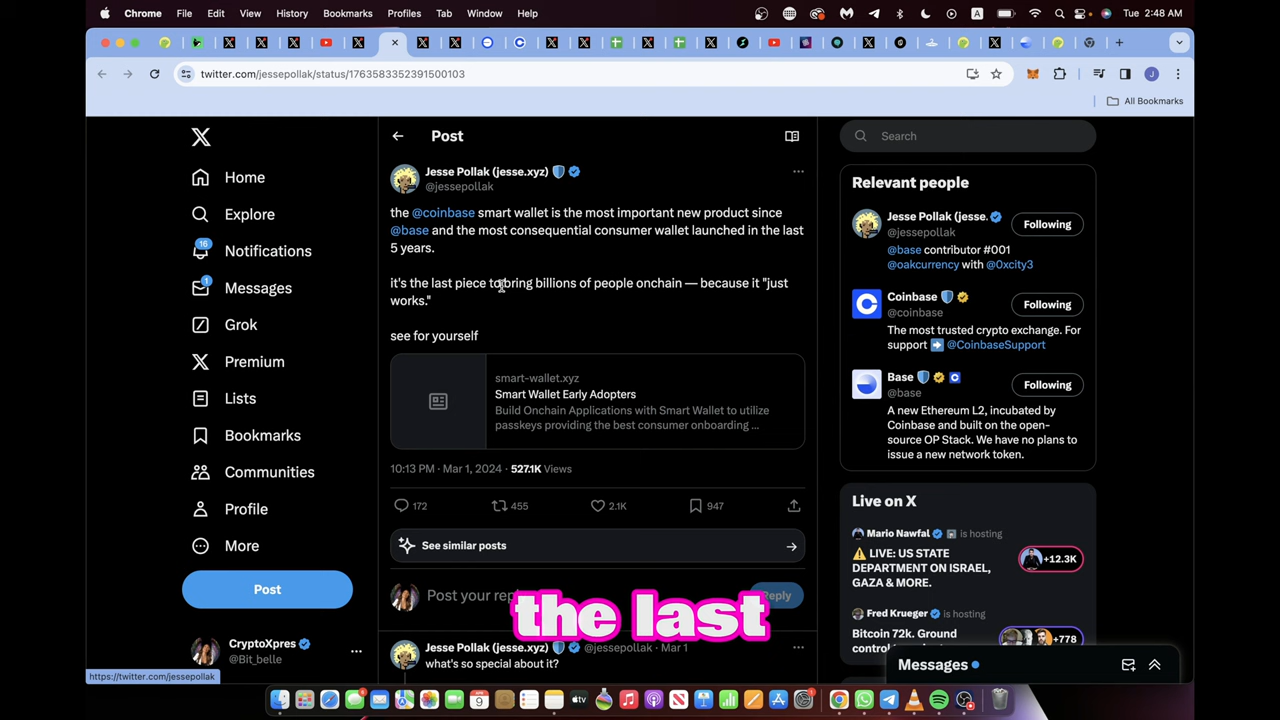 Chrome File Edit View History Bookmarks Profiles Tab Window Help
A
Tue 2:48 AM
twitter.com/jessepollak/status/1763583352391500103
J
All Bookmarks
Home
Explore
16
Notifications
1
Messages
Grok
Premium
Lists
Bookmarks
Communities
Profile
More
Post
CryptoXpres
@Bit_belle
https://twitter.com/jessepollak
Post
Jesse Pollak (jesse.xyz)
@jessepollak
the @coinbase smart wallet is the most important new product since
@base and the most consequential consumer wallet launched in the last
5 years.
it's the last piece to bring billions of people onchain — because it "just
works."
see for yourself
smart-wallet.xyz
Smart Wallet Early Adopters
Build Onchain Applications with Smart Wallet to utilize
passkeys providing the best consumer onboarding ...
10:13 PM · Mar 1, 2024 · 527.1K Views
172 455 2.1K 947
See similar posts
Post your reply
Reply
the last
@jessepollak · Mar 1
what's so special about it?
Search
Relevant people
Jesse Pollak (jesse.
@jessepollak
Following
@base contributor #001
@oakcurrency with @0xcity3
Coinbase
@coinbase
Following
The most trusted crypto exchange. For
support @CoinbaseSupport
Base
@base
Following
A new Ethereum L2, incubated by
Coinbase and built on the open-
source OP Stack. We have no plans to
issue a new network token.
Live on X
Mario Nawfal is hosting
LIVE: US STATE
DEPARTMENT ON ISRAEL,
GAZA & MORE.
+12.3K
Fred Krueger is hosting
Bitcoin 72k. Ground
control
+778
Messages